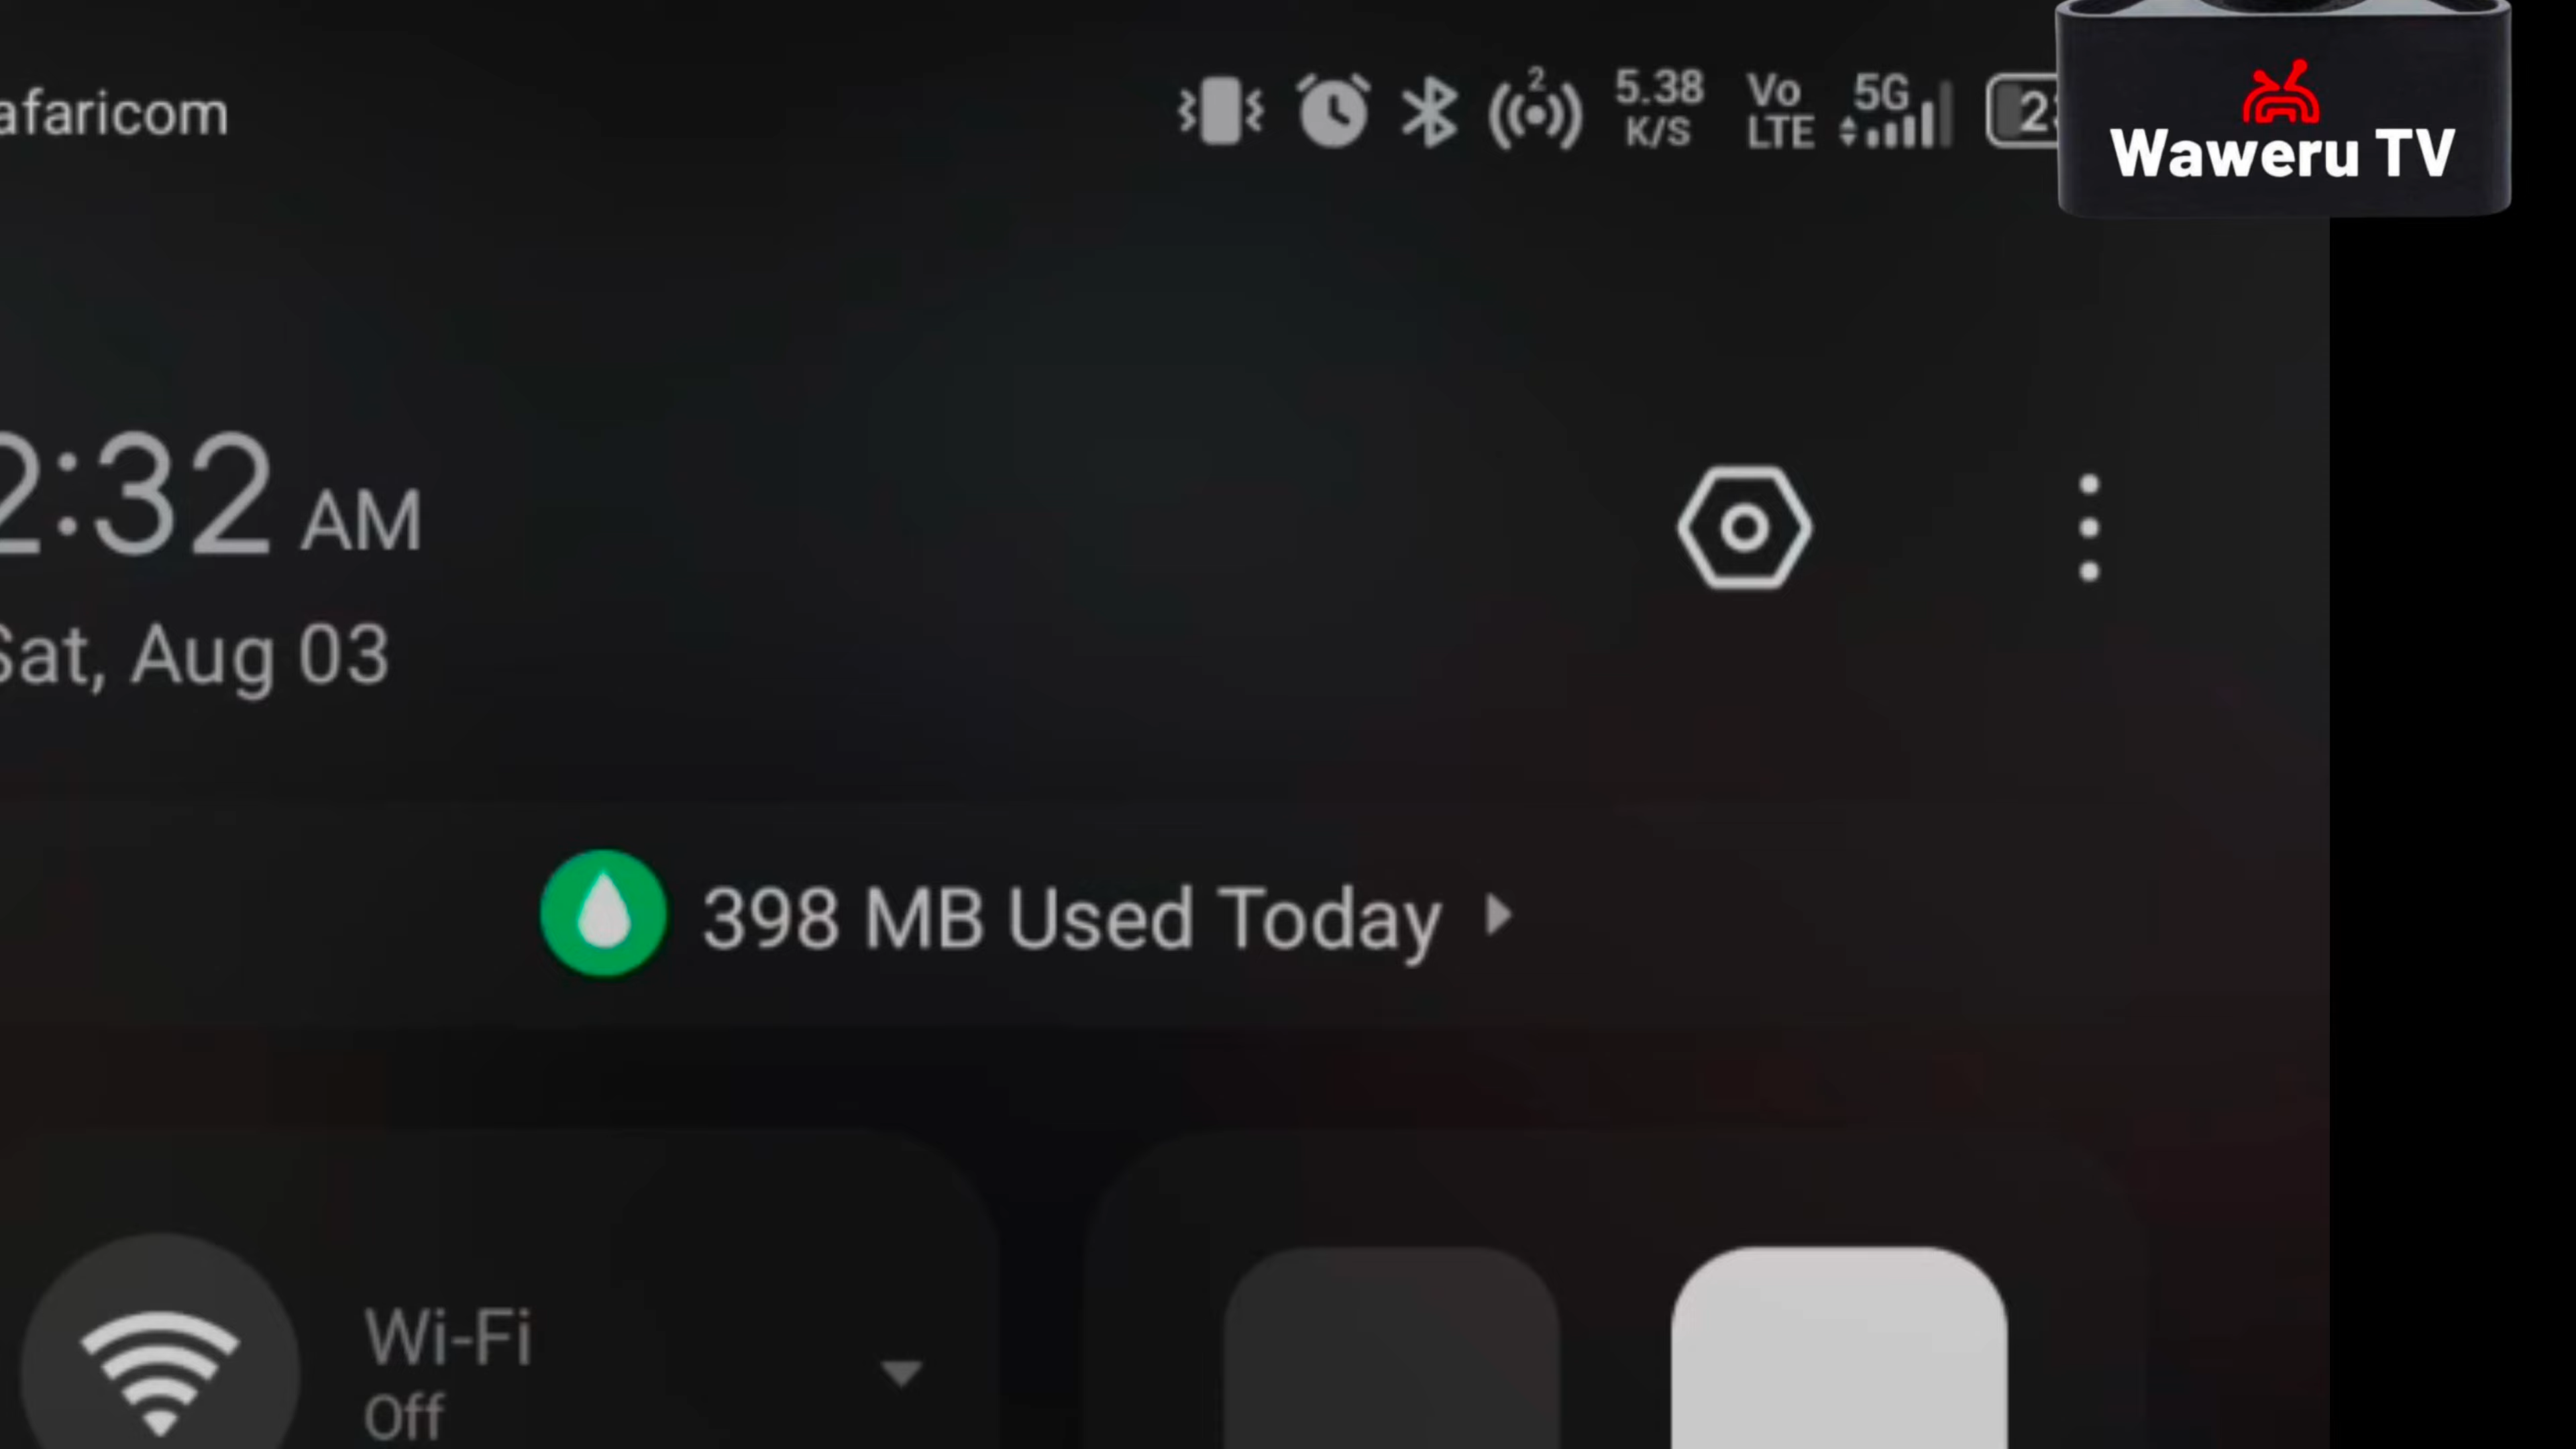 afaricom
2
5.38
K/S
Vo
LTE
5G
Waweru TV
2:32 AM
Sat, Aug 03
398 MB Used Today
Wi-Fi
Off